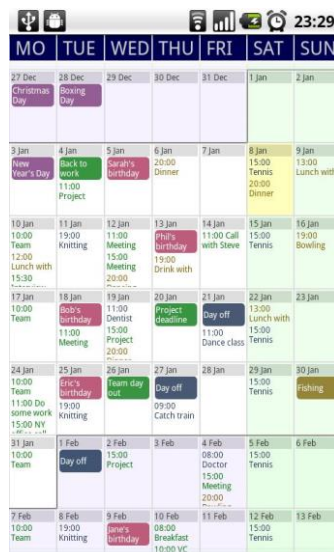 23:29
MO TUE WED THU FRI SAT SUN
27 Dec 28 Dec 29 Dec 30 Dec 31 Dec 1 Jan 2 Jan
Christmas
Day
Boxing
Day
3 Jan 4 Jan 5 Jan 6 Jan 7 Jan 8 Jan 9 Jan
New
Year's Day
Back to
work
11:00
Project
Sarah's
birthday
20:00
Dinner
15:00
Tennis
20:00
Dinner
13:00
Lunch with
10 Jan 11 Jan 12 Jan 13 Jan 14 Jan 15 Jan 16 Jan
10:00
Team
12:00
Lunch with
15:30
19:00
Knitting
11:00
Meeting
15:00
Meeting
20:00
Phil's
birthday
19:00
Drink with
11:00 Call
with Steve
15:00
Tennis
19:00
Bowling
17 Jan 18 Jan 19 Jan 20 Jan 21 Jan 22 Jan 23 Jan
10:00
Team
Bob's
birthday
11:00
Meeting
11:00
Dentist
15:00
Project
20:00
Project
deadline
Day off
11:00
Dance class
13:00
Lunch with
15:00
Tennis
24 Jan 25 Jan 26 Jan 27 Jan 28 Jan 29 Jan 30 Jan
10:00
Team
11:00 Do
some work
15:00 NY
Eric's
birthday
19:00
Knitting
Team day
out
Day off
09:00
Catch train
15:00
Tennis
Fishing
31 Jan 1 Feb 2 Feb 3 Feb 4 Feb 5 Feb 6 Feb
10:00
Team
Day off
15:00
Project
08:00
Doctor
15:00
Meeting
20:00
15:00
Tennis
7 Feb 8 Feb 9 Feb 10 Feb 11 Feb 12 Feb 13 Feb
10:00
Team
19:00
Knitting
Jane's
birthday
08:00
Breakfast
10:00 VC
15:00
Tennis